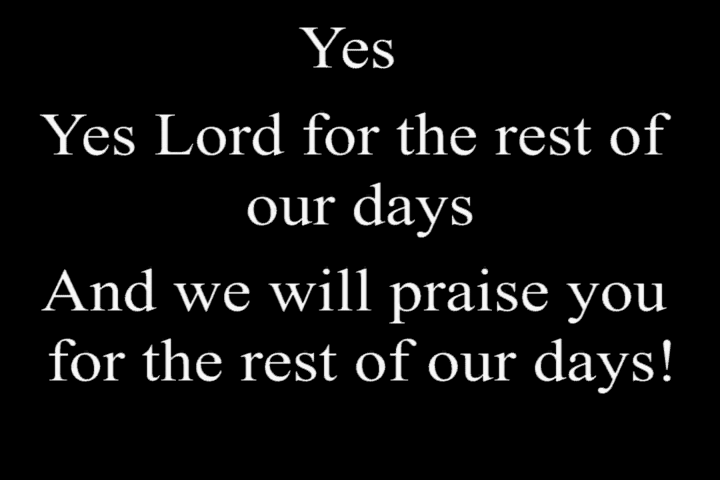 Yes
Yes Lord for the rest of
our days
And we will praise you
for the rest of our days!